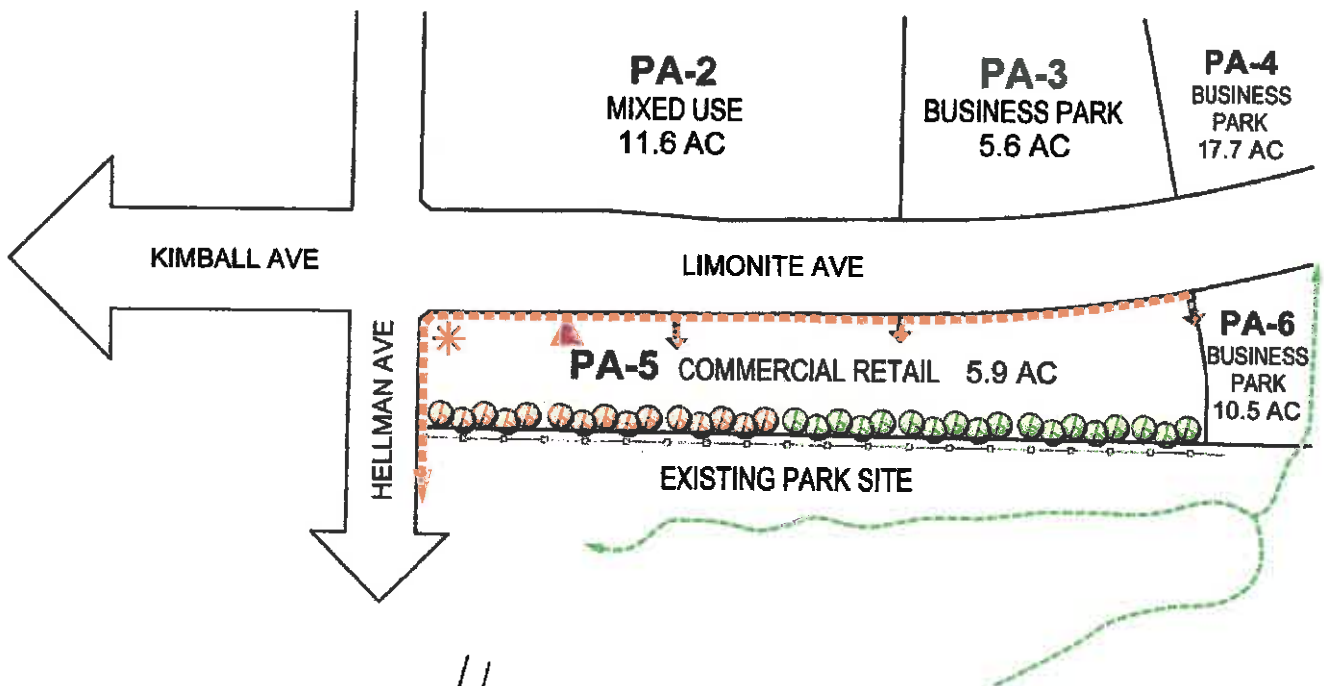 PA-2
MIXED USE
11.6 AC
PA-3
BUSINESS PARK
5.6 AC
PA-4
BUSINESS
PARK
17.7 AC
KIMBALL AVE
LIMONITE AVE
HELLMAN AVE
PA-5 COMMERCIAL RETAIL 5.9 AC
PA-6
BUSINESS
PARK
10.5 AC
EXISTING PARK SITE